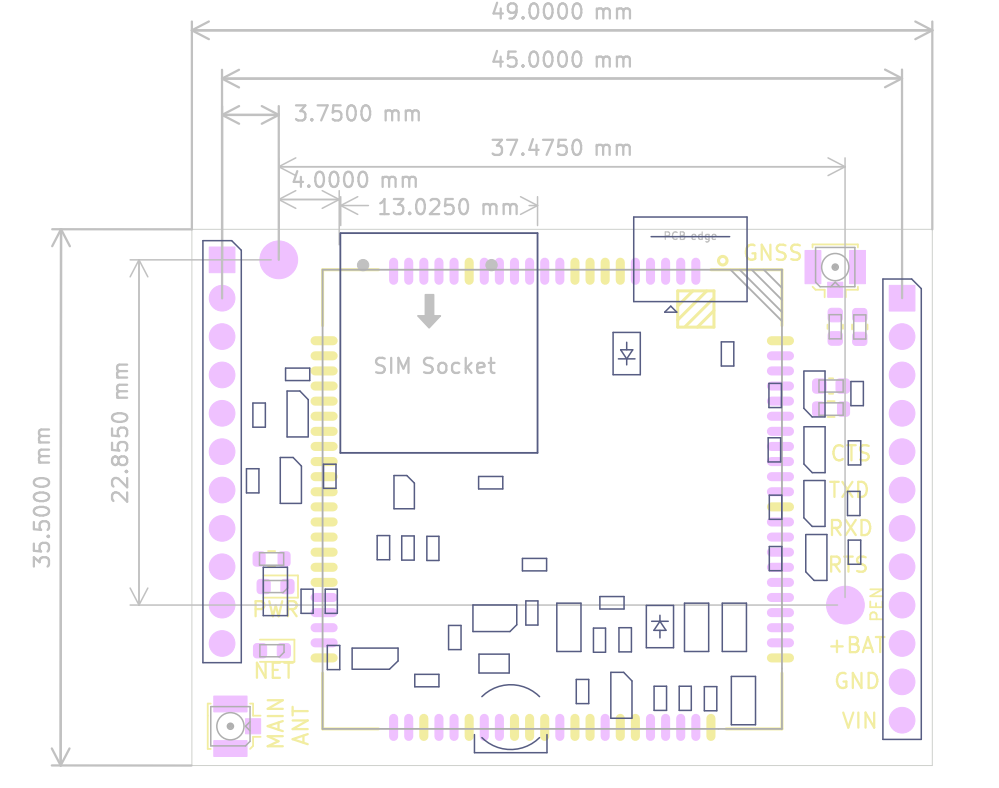 49.0000 mm
45.0000 mm
3.7500 mm
37.4750 mm
4.0000 mm
13.0250 mm
PCB edge
GNSS
SIM Socket
22.8550 mm
35.5000 mm
CTS
TXD
RXD
RTS
PEN
PWR
+BAT
NET
GND
MAIN
ANT
VIN